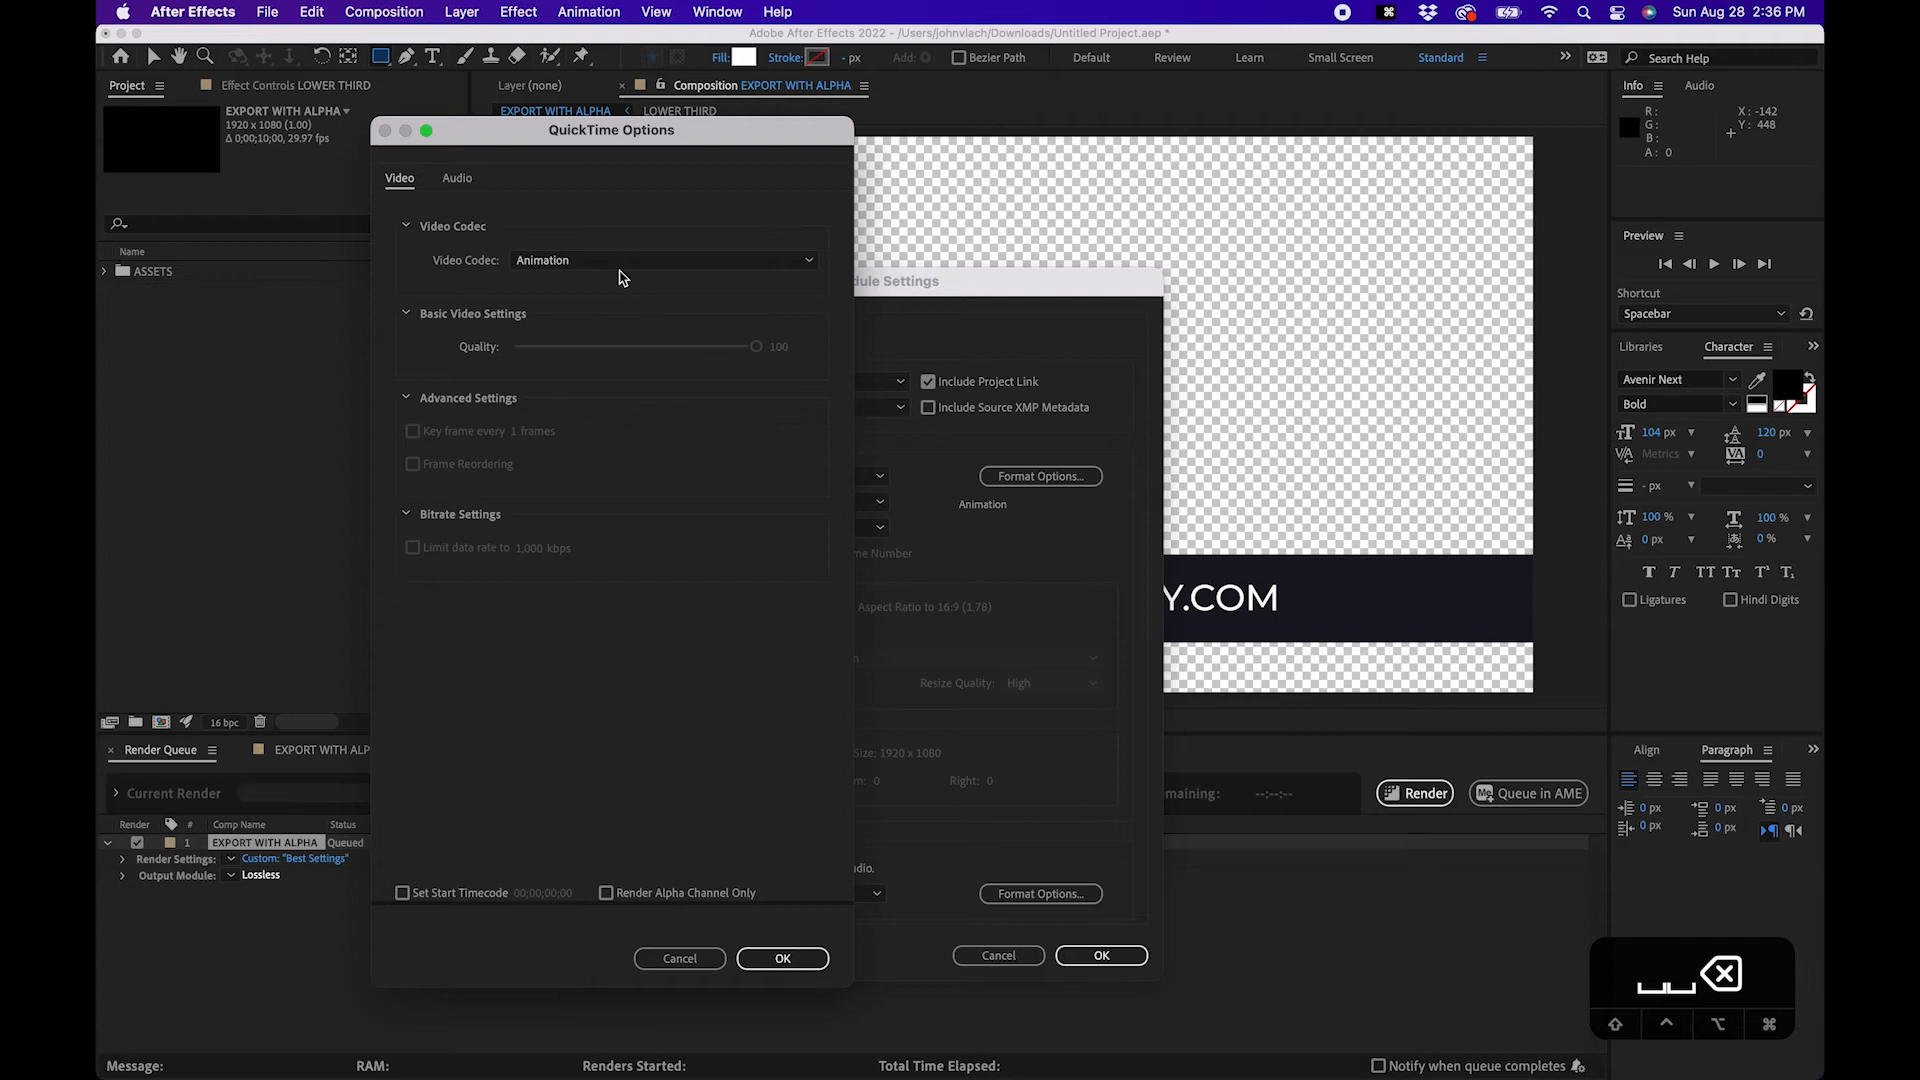 After Effects File Edit Composition Layer Effect Animation View Window Help Sun Aug 28 2:36 PM
Adobe After Effects 2022 - /Users/johnvlach/Downloads/Untitled Project.aep *
Fill: Stroke: - px Add: Bezier Path Default Review Learn Small Screen Standard Search Help
Project Effect Controls LOWER THIRD Layer (none) Composition EXPORT WITH ALPHA Info Audio
EXPORT WITH ALPHA
1920 x 1080 (1.00)
Δ 0;00;10;00, 29.97 fps
EXPORT WITH ALPHA LOWER THIRD
R:
G:
B:
A: 0
X: -142
Y: 448
QuickTime Options
Video Audio
Video Codec
Video Codec: Animation
Basic Video Settings
Quality: 100
Advanced Settings
Key frame every 1 frames
Frame Reordering
Bitrate Settings
Limit data rate to 1,000 kbps
Set Start Timecode 00;00;00;00 Render Alpha Channel Only
Cancel OK
Name
ASSETS
16 bpc
dule Settings
Include Project Link
Include Source XMP Metadata
Format Options...
Animation
me Number
Aspect Ratio to 16:9 (1.78)
n
Resize Quality: High
Size: 1920 x 1080
m: 0 Right: 0
dio.
Format Options...
Cancel OK
Y.COM
Preview
Shortcut
Spacebar
Libraries Character
Avenir Next
Bold
104 px 120 px
Metrics 0
- px
100 % 100 %
0 px 0 %
T T TT Tt T¹ T₁
Ligatures Hindi Digits
Render Queue EXPORT WITH ALP
Current Render
maining: --:--:-- Render Me Queue in AME
Render # Comp Name Status
1 EXPORT WITH ALPHA Queued
Render Settings: Custom: "Best Settings"
Output Module: Lossless
Align Paragraph
0 px 0 px 0 px
0 px 0 px
Message: RAM: Renders Started: Total Time Elapsed: Notify when queue completes